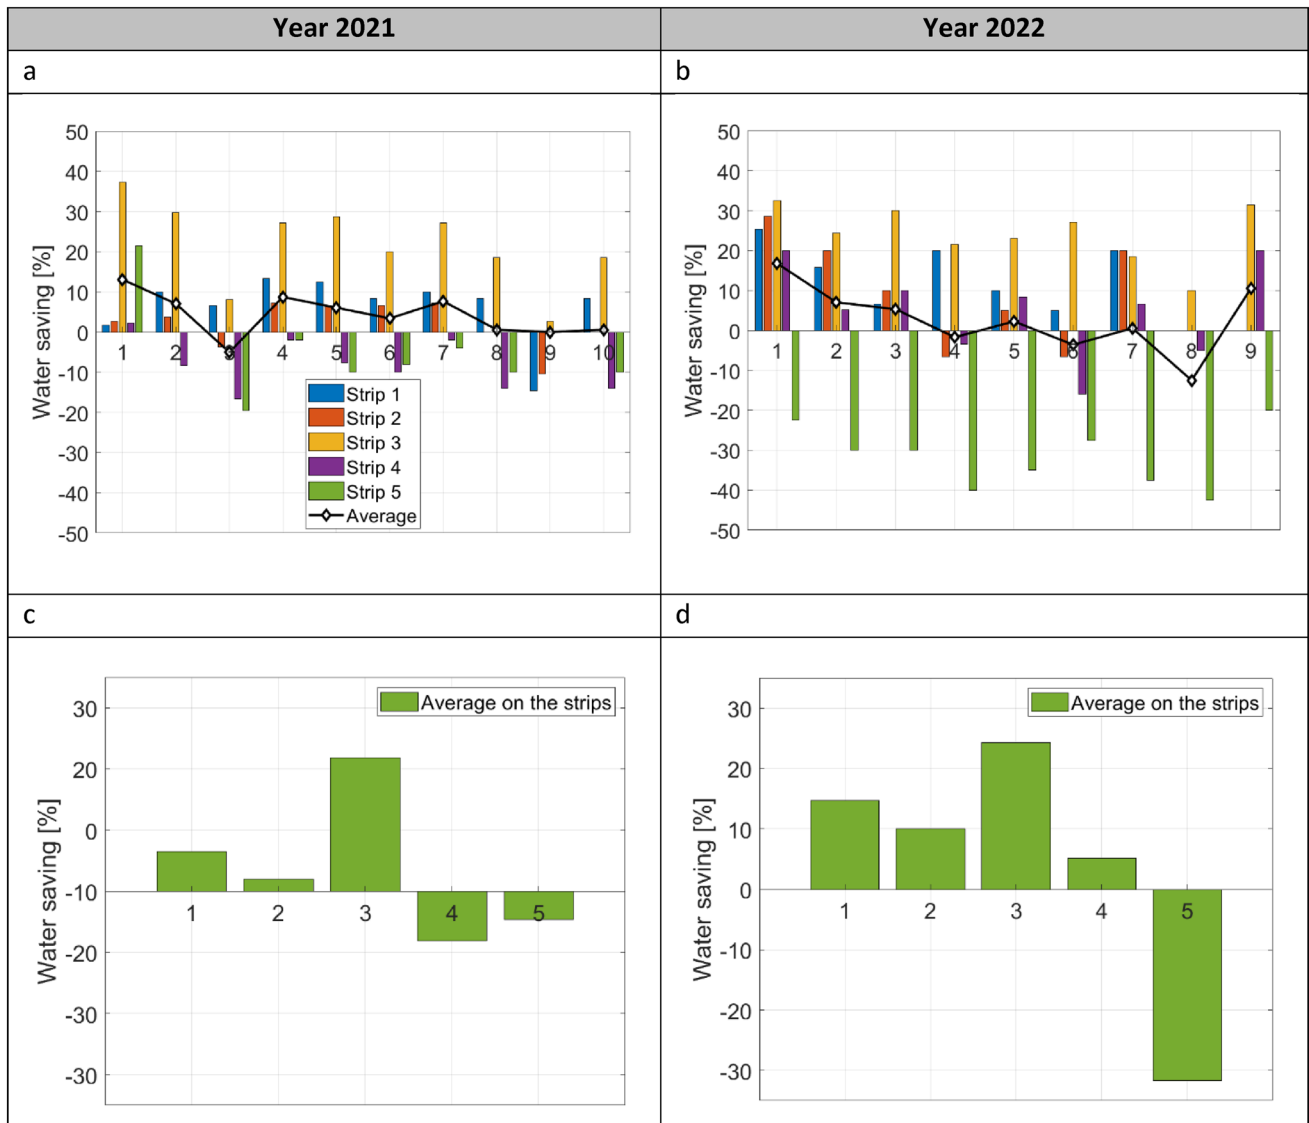 Year 2021
Year 2022
a
b
Water saving [%]
50
40
30
20
10
0
-10
-20
-30
-40
-50
1 2 3 4 5 6 7 8 9 10
Strip 1
Strip 2
Strip 3
Strip 4
Strip 5
Average
Water saving [%]
50
40
30
20
10
0
-10
-20
-30
-40
-50
1 2 3 4 5 6 7 8 9
c
d
Water saving [%]
30
20
0
-10
-20
-30
-30
1 2 3 4 5
Average on the strips
Water saving [%]
30
20
10
0
-10
-20
-30
1 2 3 4 5
Average on the strips